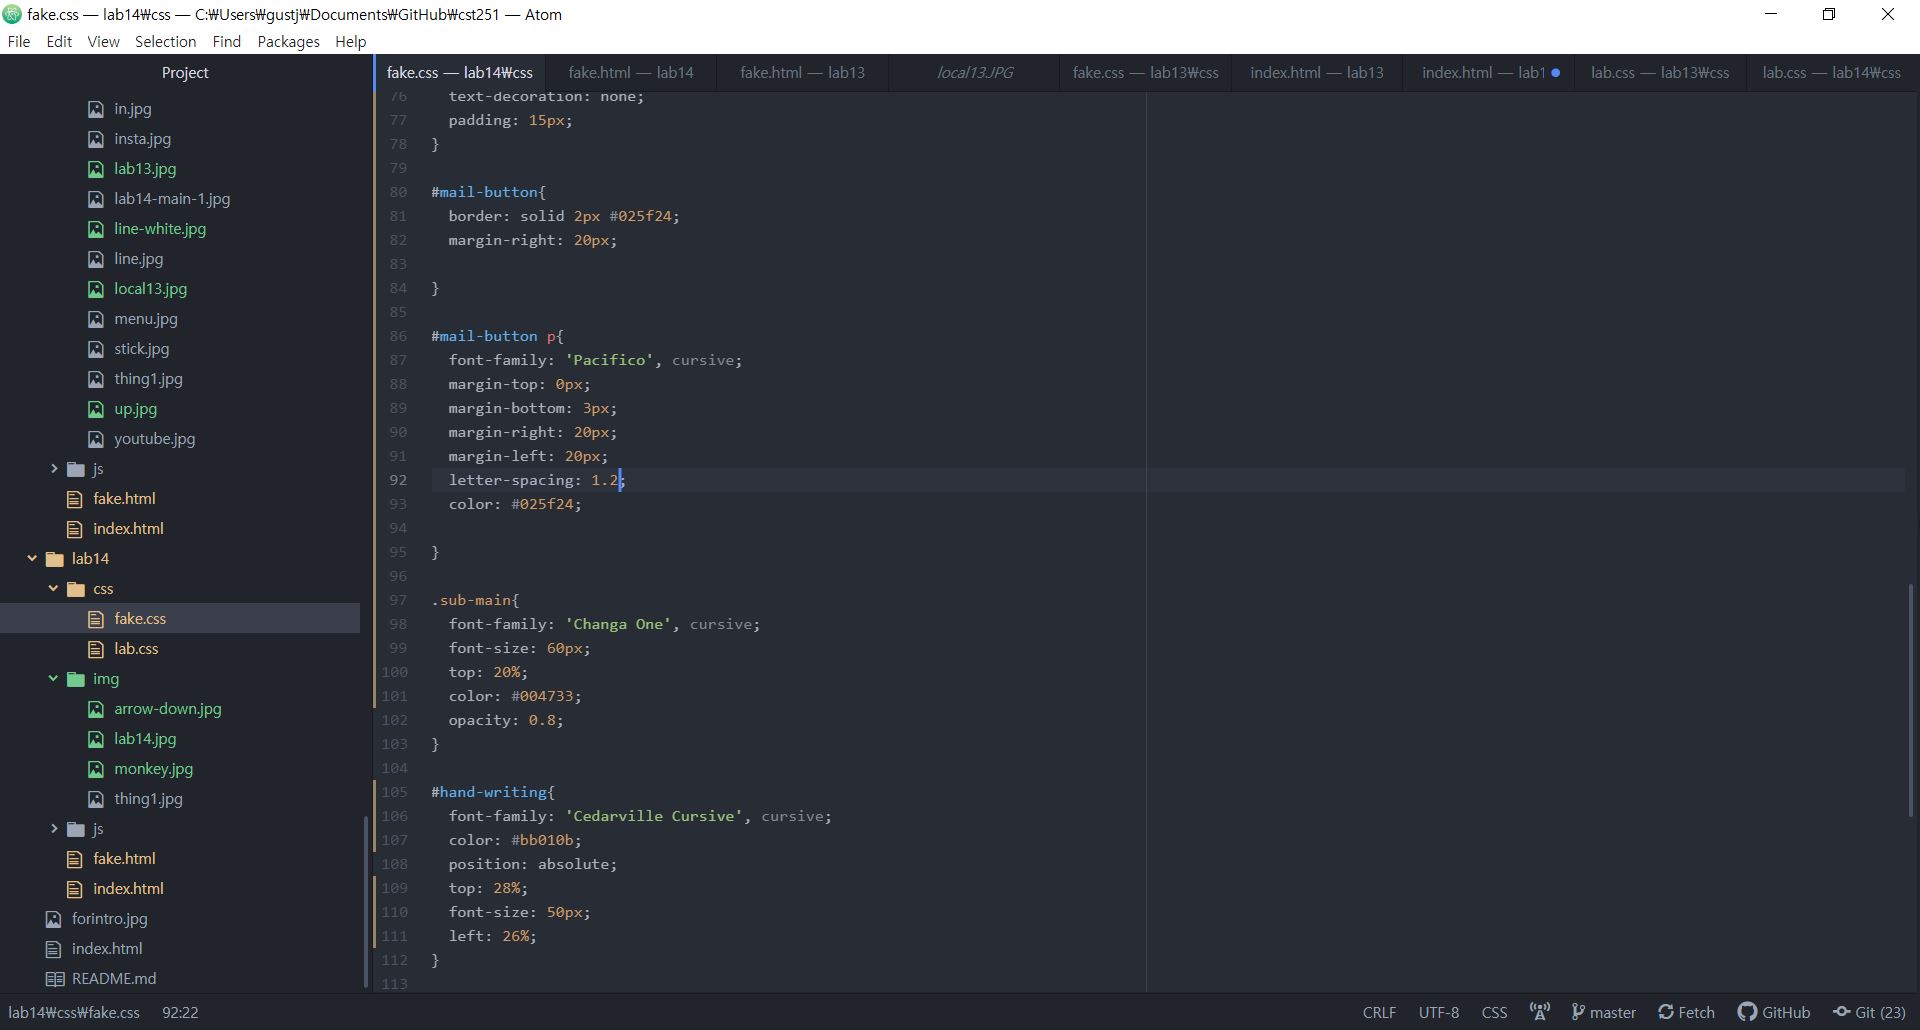 fake.css — lab14₩css — C:₩Users₩gustj₩Documents₩GitHub₩cst251 — Atom
File Edit View Selection Find Packages Help
Project
in.jpg
insta.jpg
lab13.jpg
lab14-main-1.jpg
line-white.jpg
line.jpg
local13.jpg
menu.jpg
stick.jpg
thing1.jpg
up.jpg
youtube.jpg
js
fake.html
index.html
lab14
css
fake.css
lab.css
img
arrow-down.jpg
lab14.jpg
monkey.jpg
thing1.jpg
js
fake.html
index.html
forintro.jpg
index.html
README.md
fake.css — lab14₩css fake.html — lab14 fake.html — lab13 local13.JPG fake.css — lab13₩css index.html — lab13 index.html — lab1 lab.css — lab13₩css lab.css — lab14₩css
76 text-decoration: none;
77 padding: 15px;
78 }
79
80 #mail-button{
81 border: solid 2px #025f24;
82 margin-right: 20px;
83
84 }
85
86 #mail-button p{
87 font-family: 'Pacifico', cursive;
88 margin-top: 0px;
89 margin-bottom: 3px;
90 margin-right: 20px;
91 margin-left: 20px;
92 letter-spacing: 1.2;
93 color: #025f24;
94
95 }
96
97 .sub-main{
98 font-family: 'Changa One', cursive;
99 font-size: 60px;
100 top: 20%;
101 color: #004733;
102 opacity: 0.8;
103 }
104
105 #hand-writing{
106 font-family: 'Cedarville Cursive', cursive;
107 color: #bb010b;
108 position: absolute;
109 top: 28%;
110 font-size: 50px;
111 left: 26%;
112 }
113
lab14₩css₩fake.css 92:22 CRLF UTF-8 CSS master Fetch GitHub Git (23)